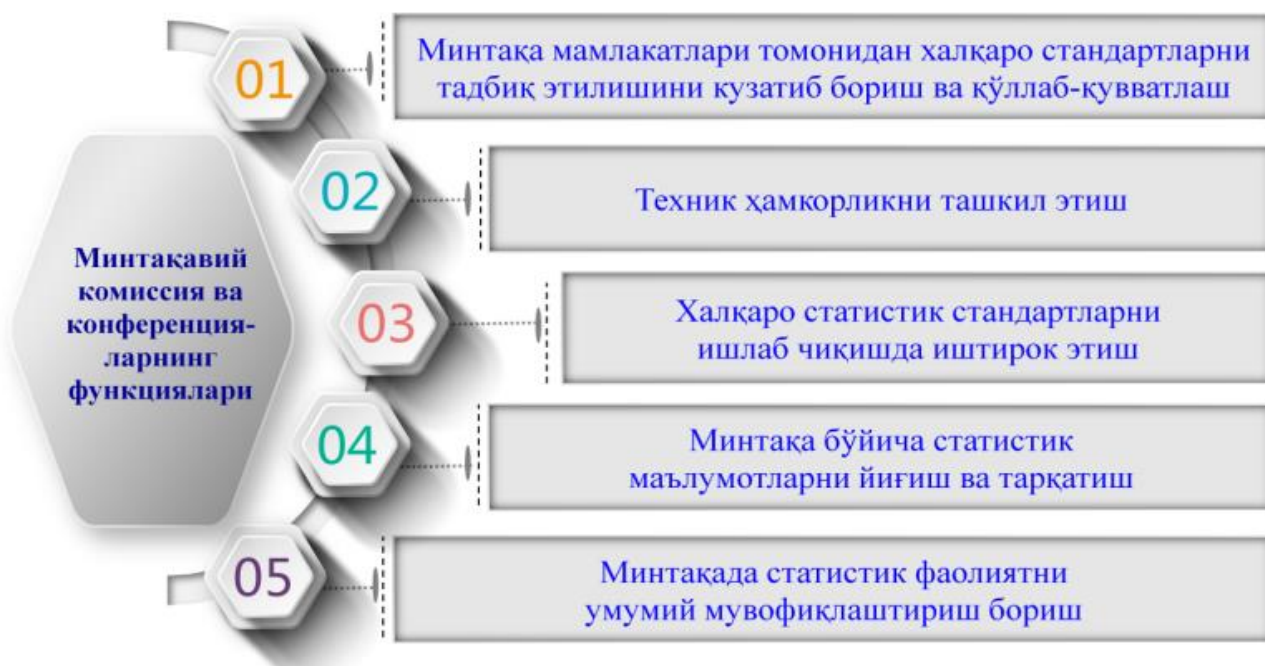 01
Минтақа мамлакатлари томонидан халқаро стандартларни
тадбиқ этилишини кузатиб бориш ва қўллаб-қувватлаш
02
Техник ҳамкорликни ташкил этиш
Минтақавий
комиссия ва
конференция-
ларнинг
функциялари
03
Халқаро статистик стандартларни
ишлаб чиқишда иштирок этиш
04
Минтақа бўйича статистик
маълумотларни йиғиш ва тарқатиш
05
Минтақада статистик фаолиятни
умумий мувофиқлаштириш бориш